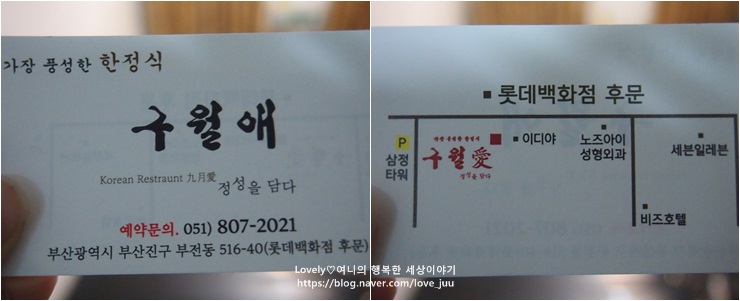 가장 풍성한 한정식
구월애
Korean Restraunt 九月愛
정성을 담다
예약문의. 051) 807-2021
부산광역시 부산진구 부전동 516-40(롯데백화점 후문)
■ 롯데백화점 후문
P
삼정
타워
구월愛
정성을 담다
이디야
노즈아이
성형외과
세븐일레븐
비즈호텔
Lovely♡여니의 행복한 세상이야기
https://blog.naver.com/love_juu